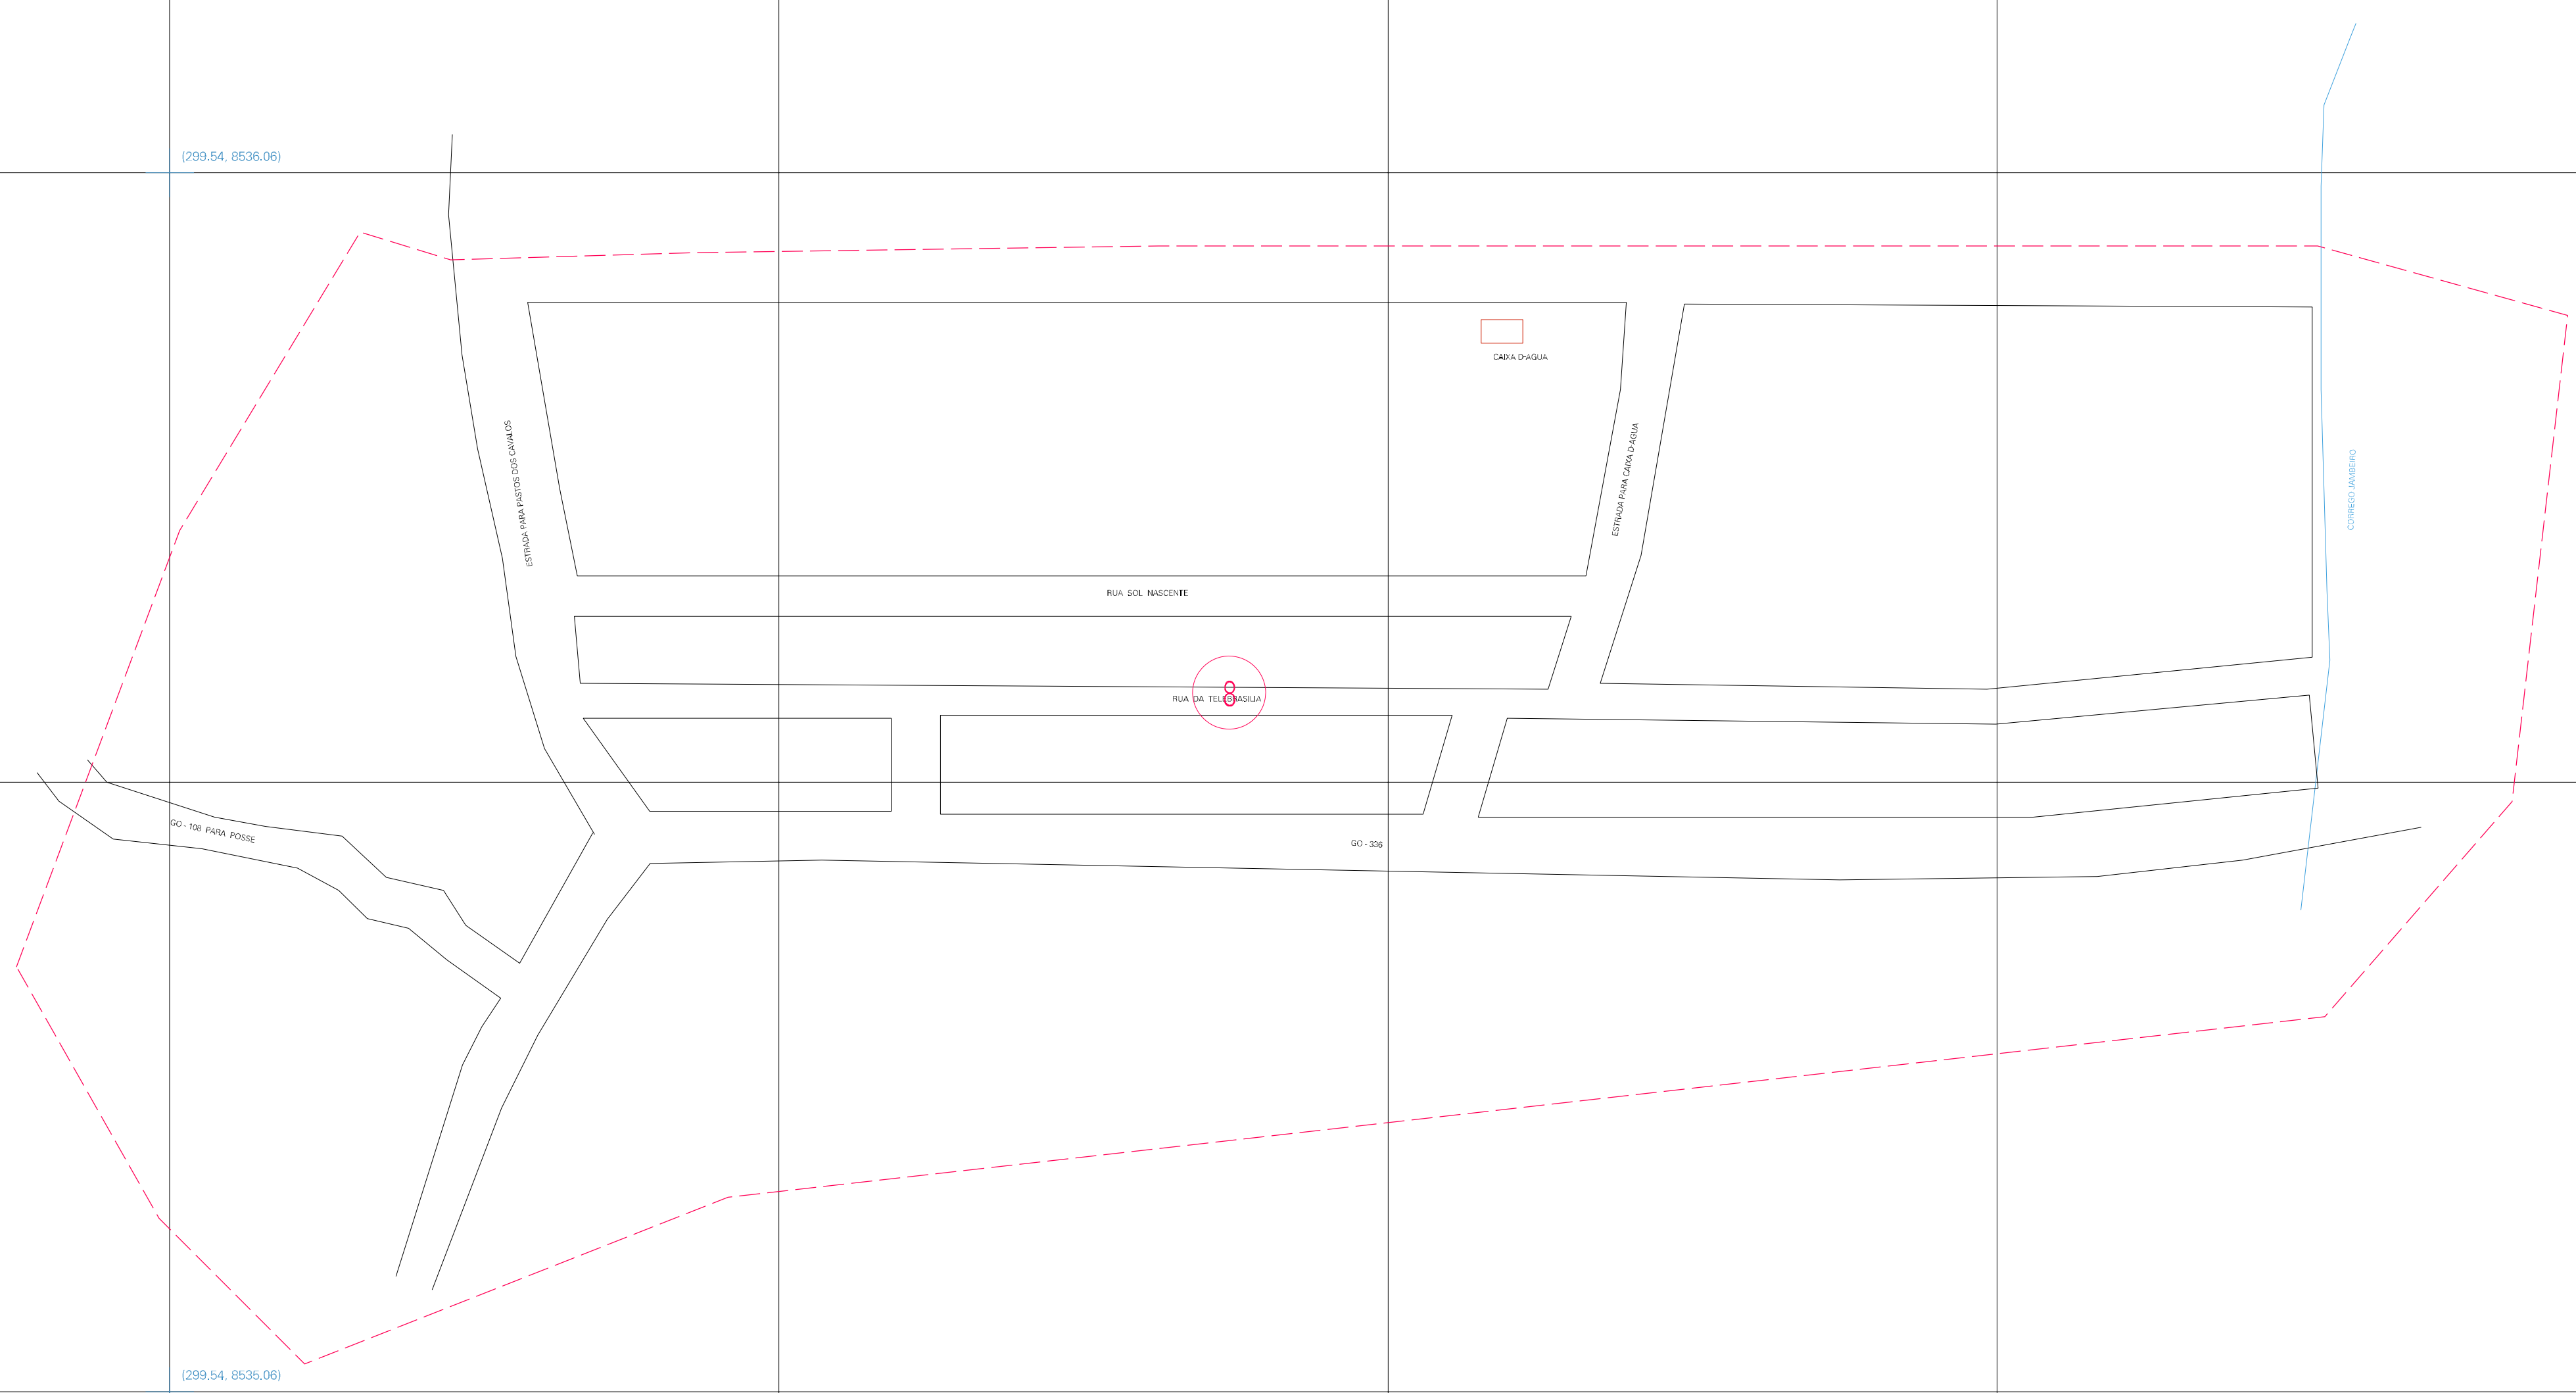 (299.54, 8536.06)
CAIXA D-AGUA
ESTRADA PARA PASTOS DOS CAVALOS
ESTRADA PARA CAIXA D-AGUA
CORREGO JAMBEIRO
RUA SOL NASCENTE
8
RUA DA TELEBRASILIA
GO - 108 PARA POSSE
GO - 336
(299.54, 8535.06)